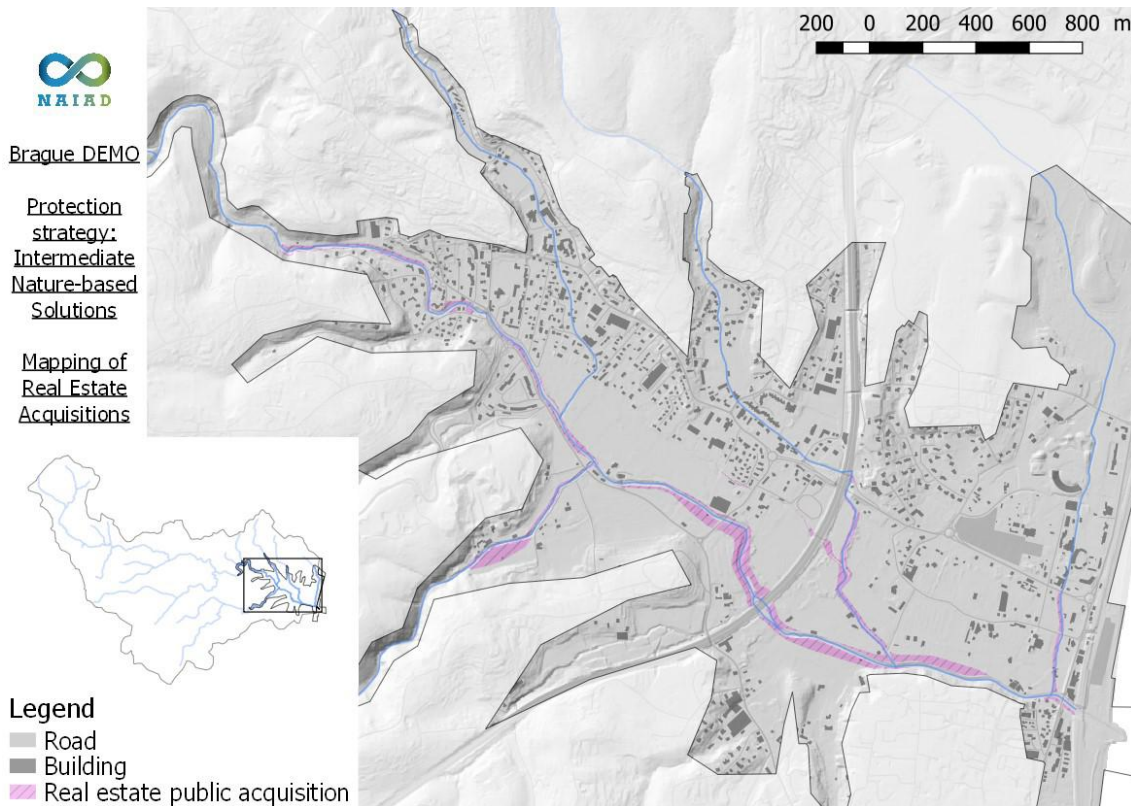 200 0 200 400 600 800 m
NAIAD
Brague DEMO
Protection
strategy:
Intermediate
Nature-based
Solutions
Mapping of
Real Estate
Acquisitions
Legend
Road
Building
Real estate public acquisition